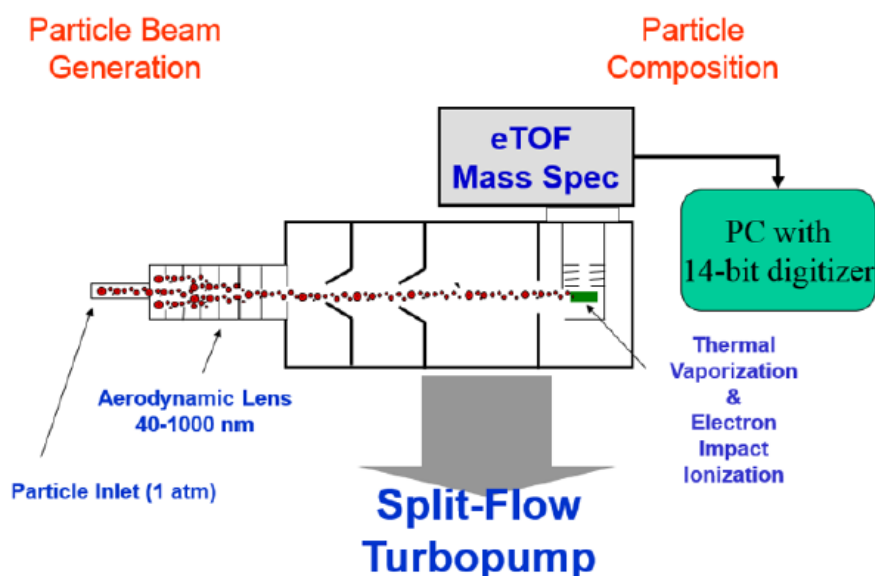 Particle Beam
Generation
Particle
Composition
eTOF
Mass Spec
PC with
14-bit digitizer
Aerodynamic Lens
40-1000 nm
Particle Inlet (1 atm)
Thermal
Vaporization
&
Electron
Impact
Ionization
Split-Flow
Turbopump